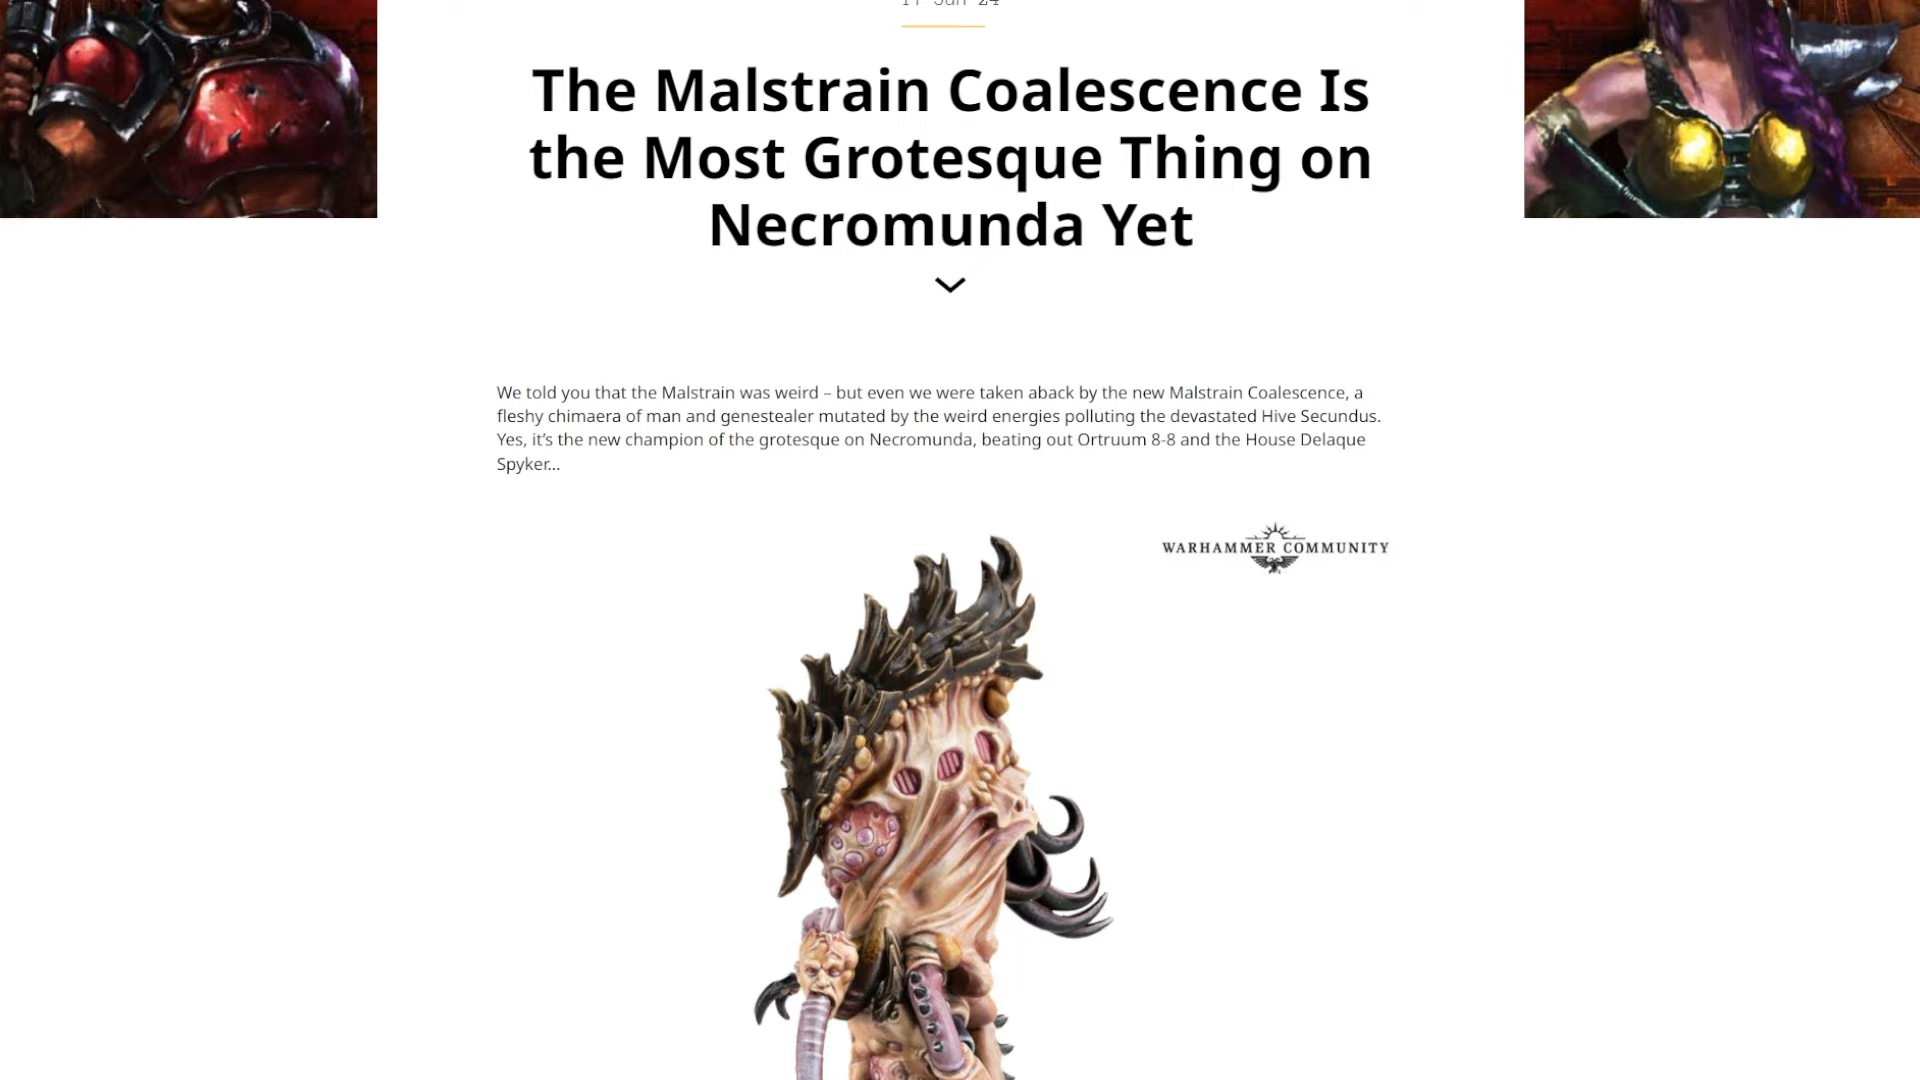 The Malstrain Coalescence Is
the Most Grotesque Thing on
Necromunda Yet
We told you that the Malstrain was weird – but even we were taken aback by the new Malstrain Coalescence, a
fleshy chimaera of man and genestealer mutated by the weird energies polluting the devastated Hive Secundus.
Yes, it’s the new champion of the grotesque on Necromunda, beating out Ortruum 8-8 and the House Delaque
Spyker…
WARHAMMER COMMUNITY